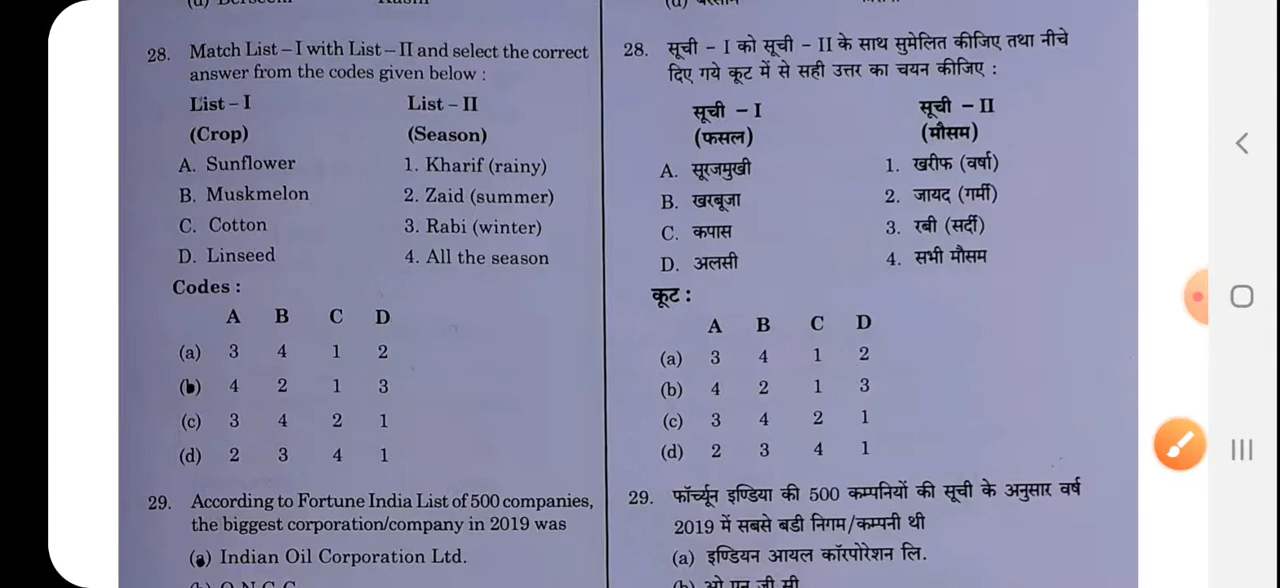 28. Match List – I with List – II and select the correct
answer from the codes given below :
List – I List – II
(Crop) (Season)
A. Sunflower 1. Kharif (rainy)
B. Muskmelon 2. Zaid (summer)
C. Cotton 3. Rabi (winter)
D. Linseed 4. All the season
Codes :
A B C D
(a) 3 4 1 2
(b) 4 2 1 3
(c) 3 4 2 1
(d) 2 3 4 1
29. According to Fortune India List of 500 companies,
the biggest corporation/company in 2019 was
(a) Indian Oil Corporation Ltd.
28. सूची – I को सूची – II के साथ सुमेलित कीजिए तथा नीचे
दिए गये कूट में से सही उत्तर का चयन कीजिए :
सूची – I सूची – II
(फसल) (मौसम)
A. सूरजमुखी 1. खरीफ (वर्षा)
B. खरबूजा 2. जायद (गर्मी)
C. कपास 3. रबी (सर्दी)
D. अलसी 4. सभी मौसम
कूट :
A B C D
(a) 3 4 1 2
(b) 4 2 1 3
(c) 3 4 2 1
(d) 2 3 4 1
29. फॉर्च्यून इण्डिया की 500 कम्पनियों की सूची के अनुसार वर्ष
2019 में सबसे बडी निगम/कम्पनी थी
(a) इण्डियन आयल कॉरपोरेशन लि.